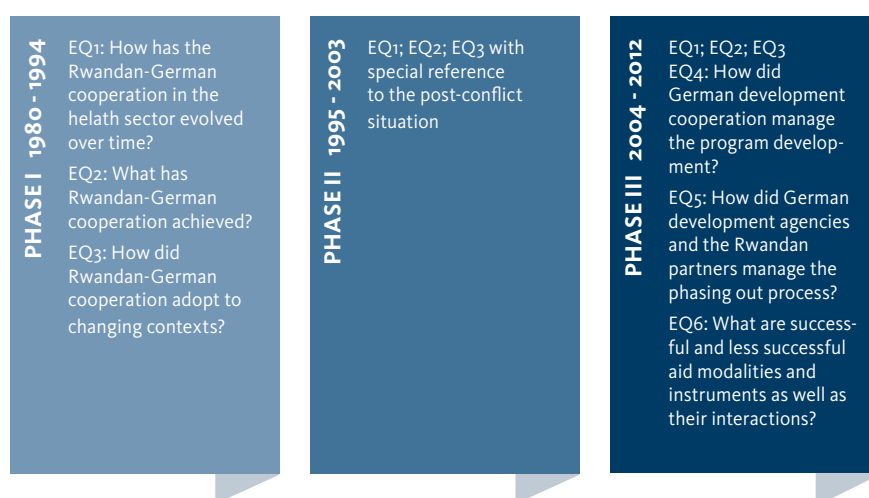 PHASE I 1980 - 1994
EQ1: How has the
Rwandan-German
cooperation in the
helath sector evolved
over time?
EQ2: What has
Rwandan-German
cooperation achieved?
EQ3: How did
Rwandan-German
cooperation adopt to
changing contexts?
PHASE II 1995 - 2003
EQ1; EQ2; EQ3 with
special reference
to the post-conflict
situation
PHASE III 2004 - 2012
EQ1; EQ2; EQ3
EQ4: How did
German development
cooperation manage
the program develop-
ment?
EQ5: How did German
development agencies
and the Rwandan
partners manage the
phasing out process?
EQ6: What are success-
ful and less successful
aid modalities and
instruments as well as
their interactions?